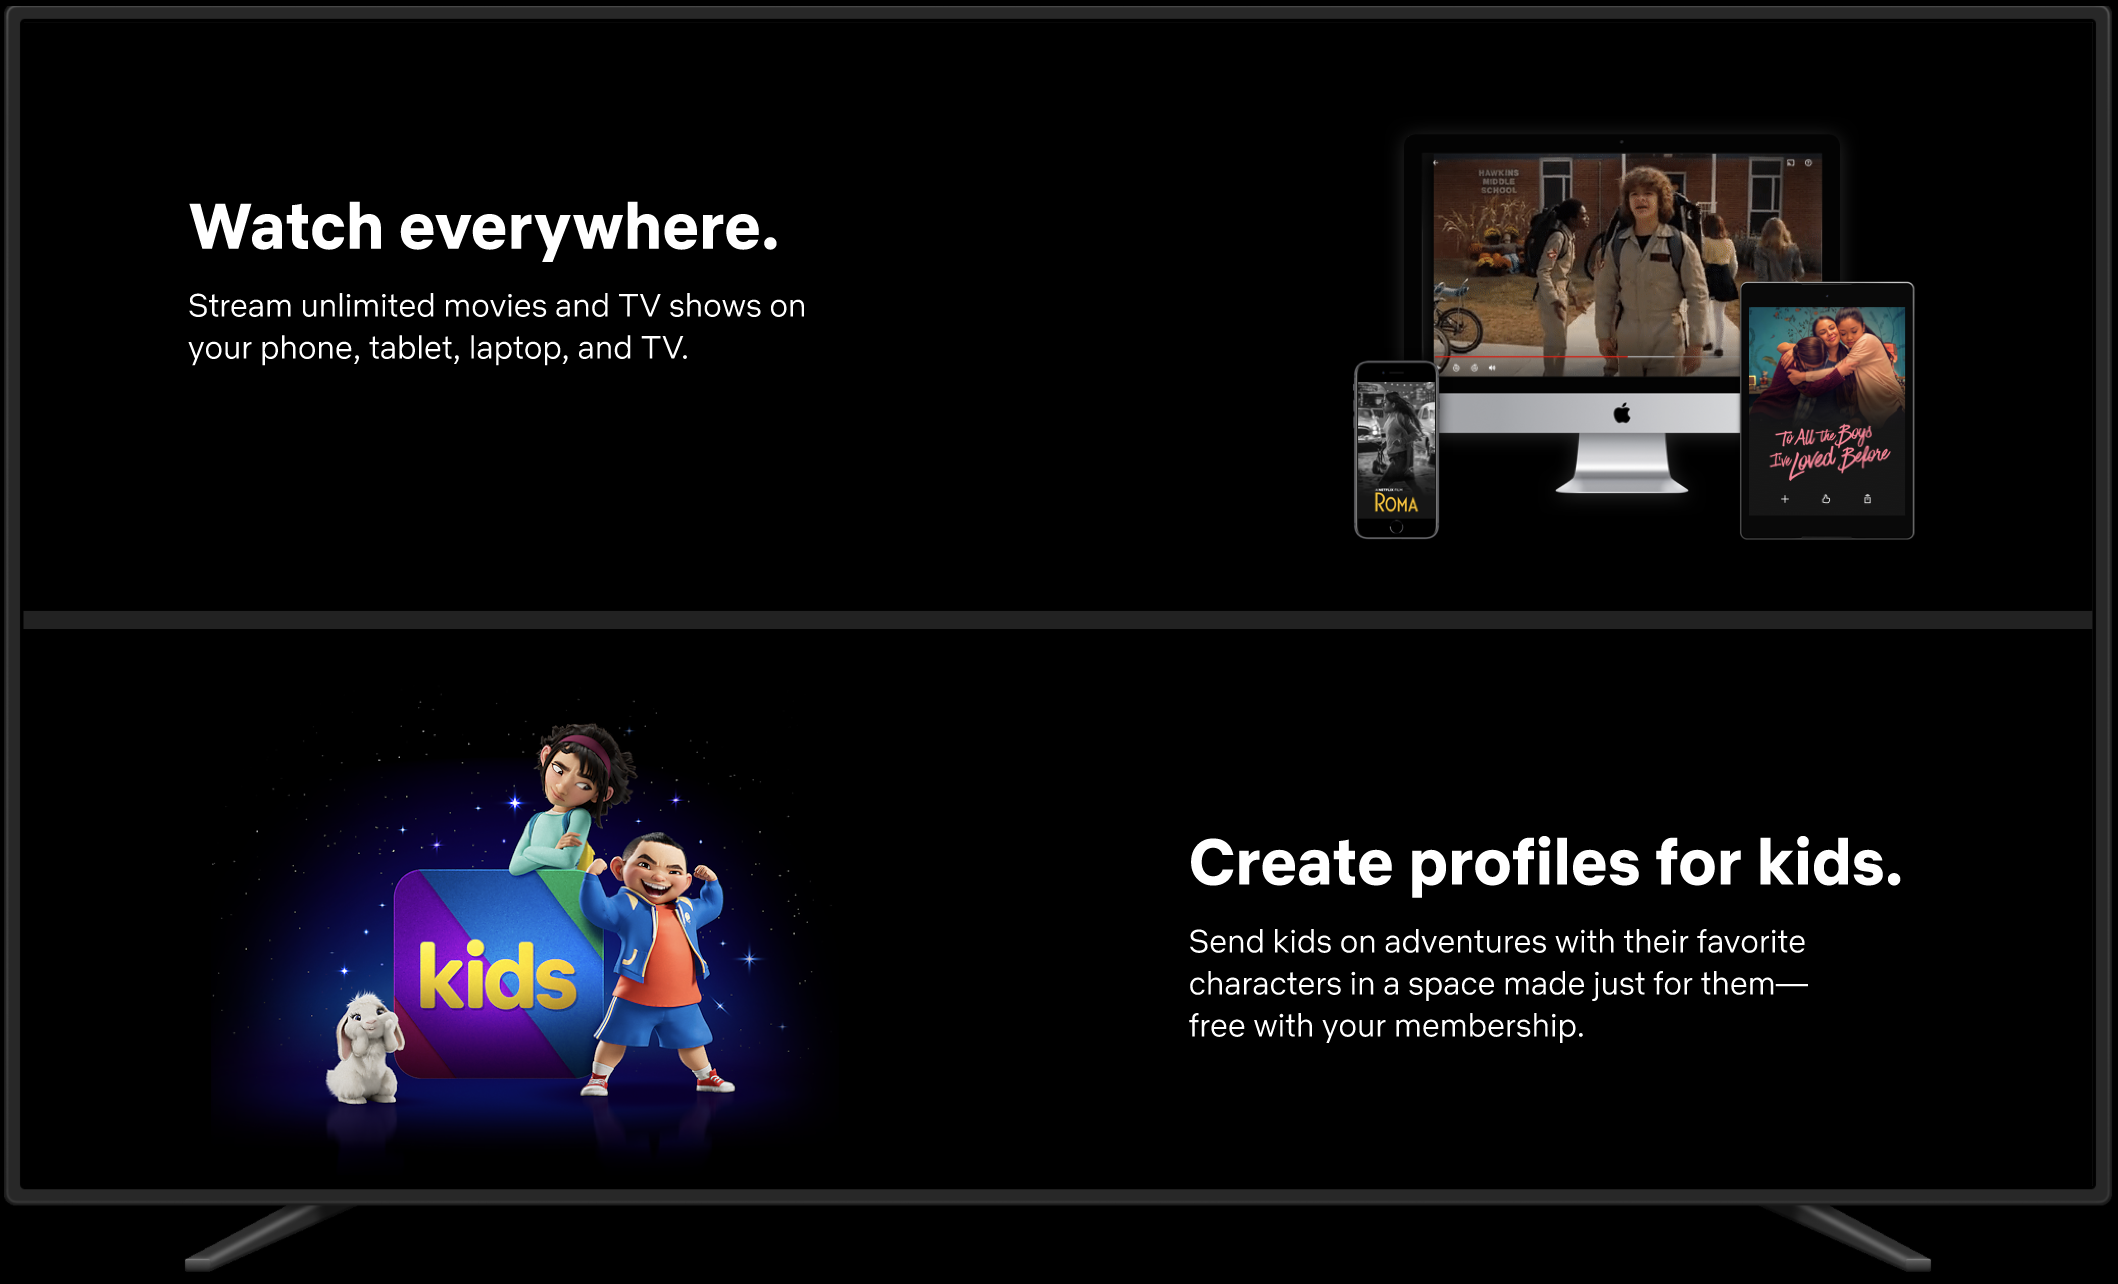 Watch everywhere.
Stream unlimited movies and TV shows on
your phone, tablet, laptop, and TV.
HAWKINS
MIDDLE
SCHOOL
A NETFLIX FILM
ROMA
To All the Boys
I've Loved Before
kids
Create profiles for kids.
Send kids on adventures with their favorite
characters in a space made just for them—
free with your membership.